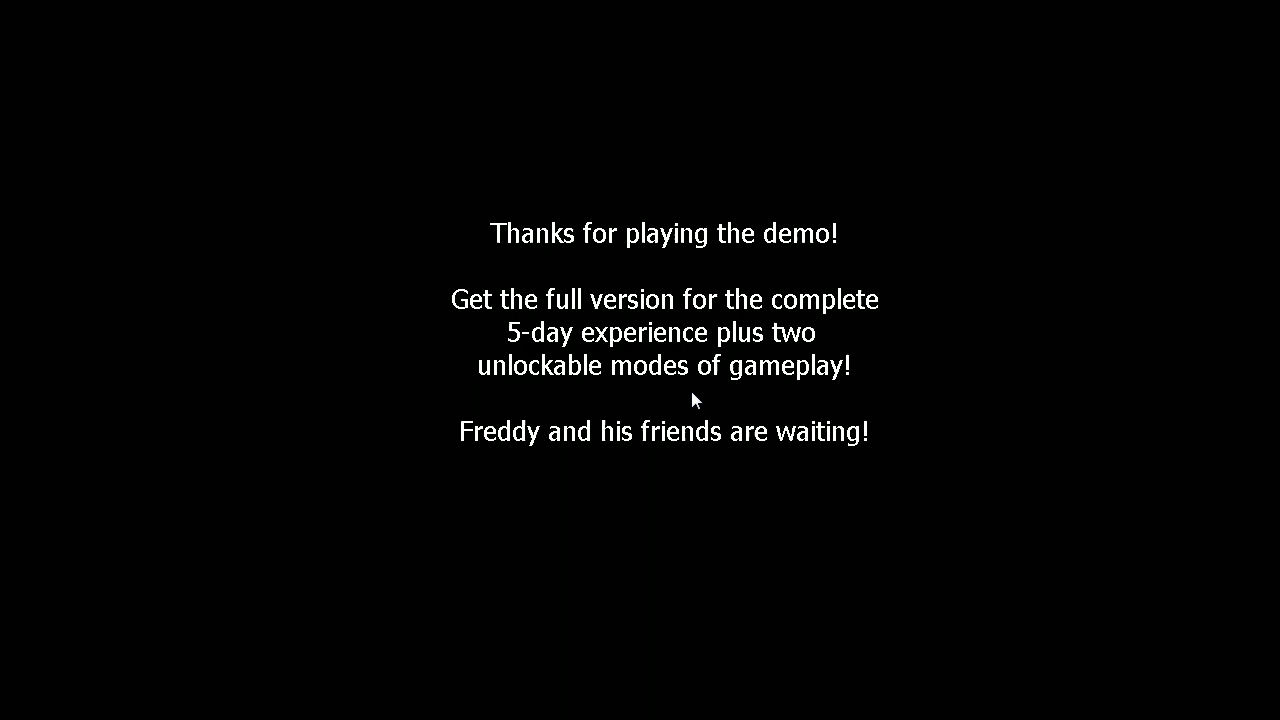 Thanks for playing the demo!
Get the full version for the complete
5-day experience plus two
unlockable modes of gameplay!
Freddy and his friends are waiting!